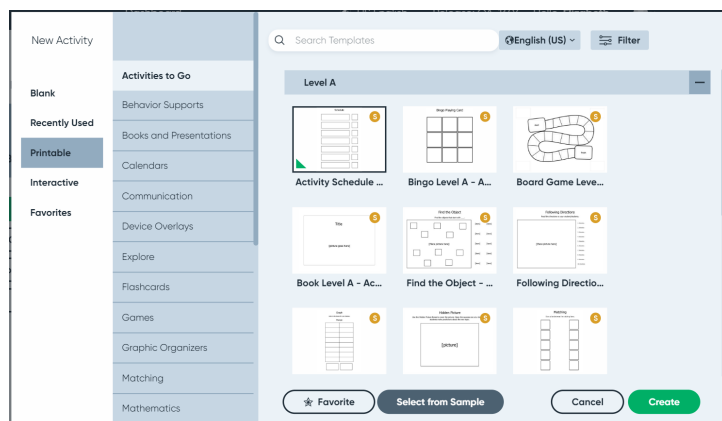 New Activity
Blank
Recently Used
Printable
Interactive
Favorites
Activities to Go
Behavior Supports
Books and Presentations
Calendars
Communication
Device Overlays
Explore
Flashcards
Games
Graphic Organizers
Matching
Mathematics
Search Templates
English (US)
Filter
Level A
Activity Schedule ...
Bingo Playing Card
Bingo Level A - A...
Board Game Leve...
Title
Book Level A - Ac...
Find the Object
Find the Object - ...
Following Directions
Following Directio...
Hidden Picture
[picture]
Matching
Favorite
Select from Sample
Cancel
Create